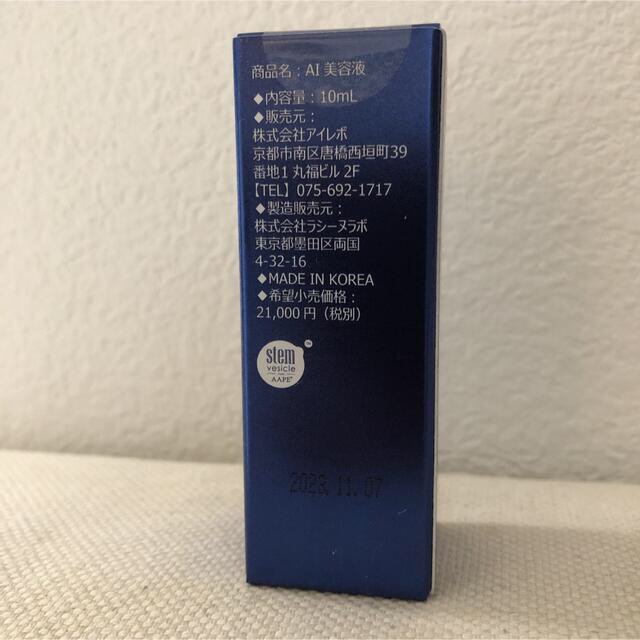 商品名：AI 美容液
◆内容量：10mL
◆販売元：
株式会社アイレボ
京都市南区唐橋西垣町39
番地1 丸福ビル 2F
【TEL】075-692-1717
◆製造販売元：
株式会社ラシーヌラボ
東京都墨田区両国
4-32-16
◆MADE IN KOREA
◆希望小売価格：
21,000 円（税別）
stem
vesicle
AAPE
2023. 11. 07